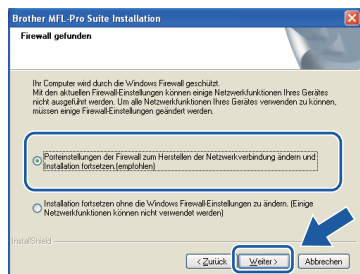 Brother MFL-Pro Suite Installation
Firewall gefunden
Ihr Computer wird durch die Windows Firewall geschützt.
Mit den aktuellen Firewall-Einstellungen können einige Netzwerkfunktionen Ihres Gerätes
nicht ausgeführt werden. Um alle Netzwerkfunktionen Ihres Gerätes verwenden zu können,
müssen einige Firewall-Einstellungen geändert werden.
Porteinstellungen der Firewall zum Herstellen der Netzwerkverbindung ändern und
Installation fortsetzen.(empfohlen)
Installation fortsetzen ohne die Windows Firewall-Einstellungen zu ändern. (Einige
Netzwerkfunktionen können nicht verwendet werden)
InstallShield
< Zurück Weiter > Abbrechen